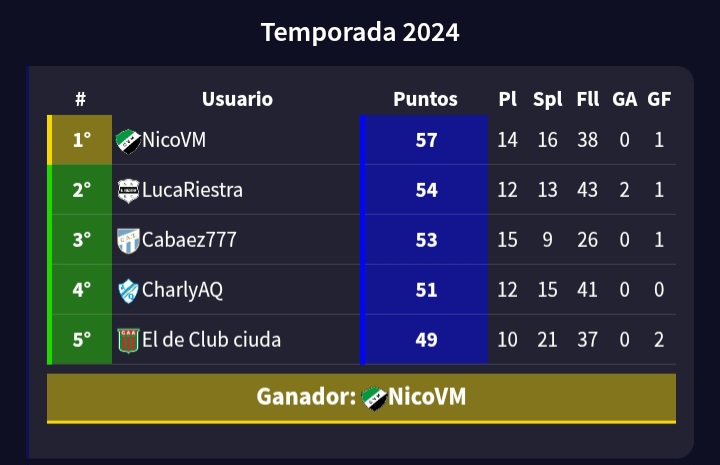 Temporada 2024
# Usuario Puntos Pl Spl Fll GA GF
1° NicoVM 57 14 16 38 0 1
2° LucaRiestra 54 12 13 43 2 1
3° Cabaez777 53 15 9 26 0 1
4° CharlyAQ 51 12 15 41 0 0
5° El de Club ciuda 49 10 21 37 0 2
Ganador: NicoVM